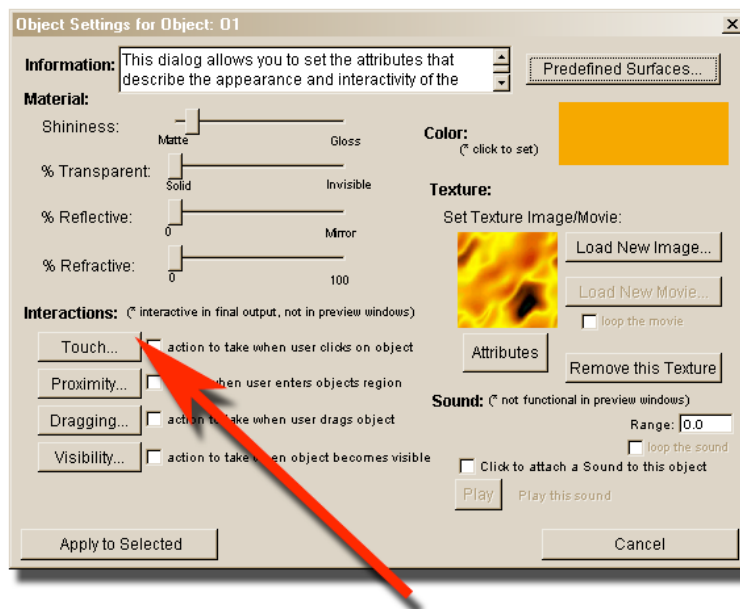 Object Settings for Object: O1
Information: This dialog allows you to set the attributes that
describe the appearance and interactivity of the
Predefined Surfaces...
Material:
Shininess:
Matte Gloss
% Transparent:
Solid Invisible
% Reflective:
0 Mirror
% Refractive:
0 100
Color:
(* click to set)
Texture:
Set Texture Image/Movie:
Load New Image...
Load New Movie...
loop the movie
Attributes
Remove this Texture
Interactions: (* interactive in final output, not in preview windows)
Touch... action to take when user clicks on object
Proximity... when user enters objects region
Dragging... action to take when user drags object
Visibility... action to take when object becomes visible
Sound: (* not functional in preview windows)
Range: 0.0
loop the sound
Click to attach a Sound to this object
Play Play this sound
Apply to Selected
Cancel